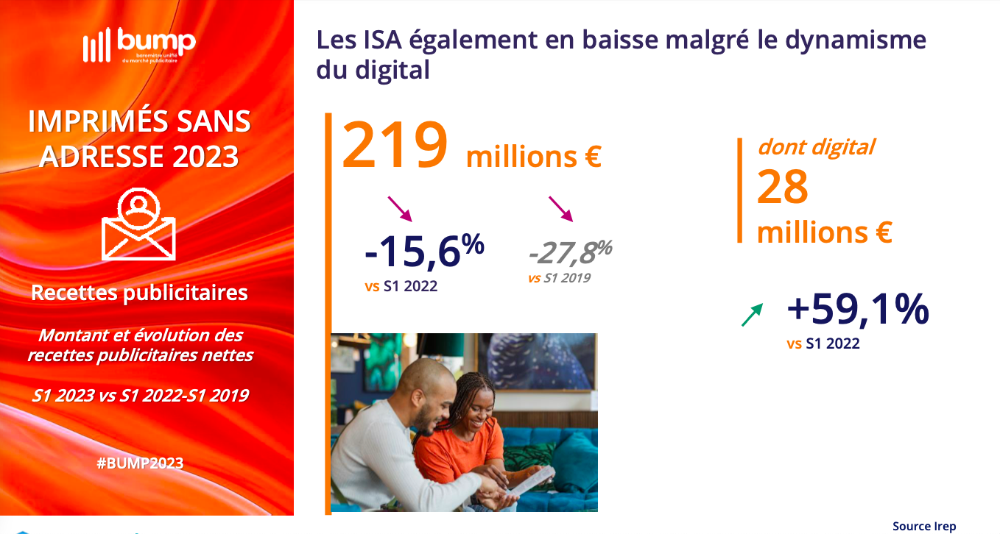 bump
baromètre unifié
du marché publicitaire
IMPRIMÉS SANS
ADRESSE 2023
Recettes publicitaires
Montant et évolution des
recettes publicitaires nettes
S1 2023 vs S1 2022-S1 2019
#BUMP2023
Les ISA également en baisse malgré le dynamisme
du digital
219 millions €
-15,6%
vs S1 2022
-27,8%
vs S1 2019
dont digital
28
millions €
+59,1%
vs S1 2022
Source Irep